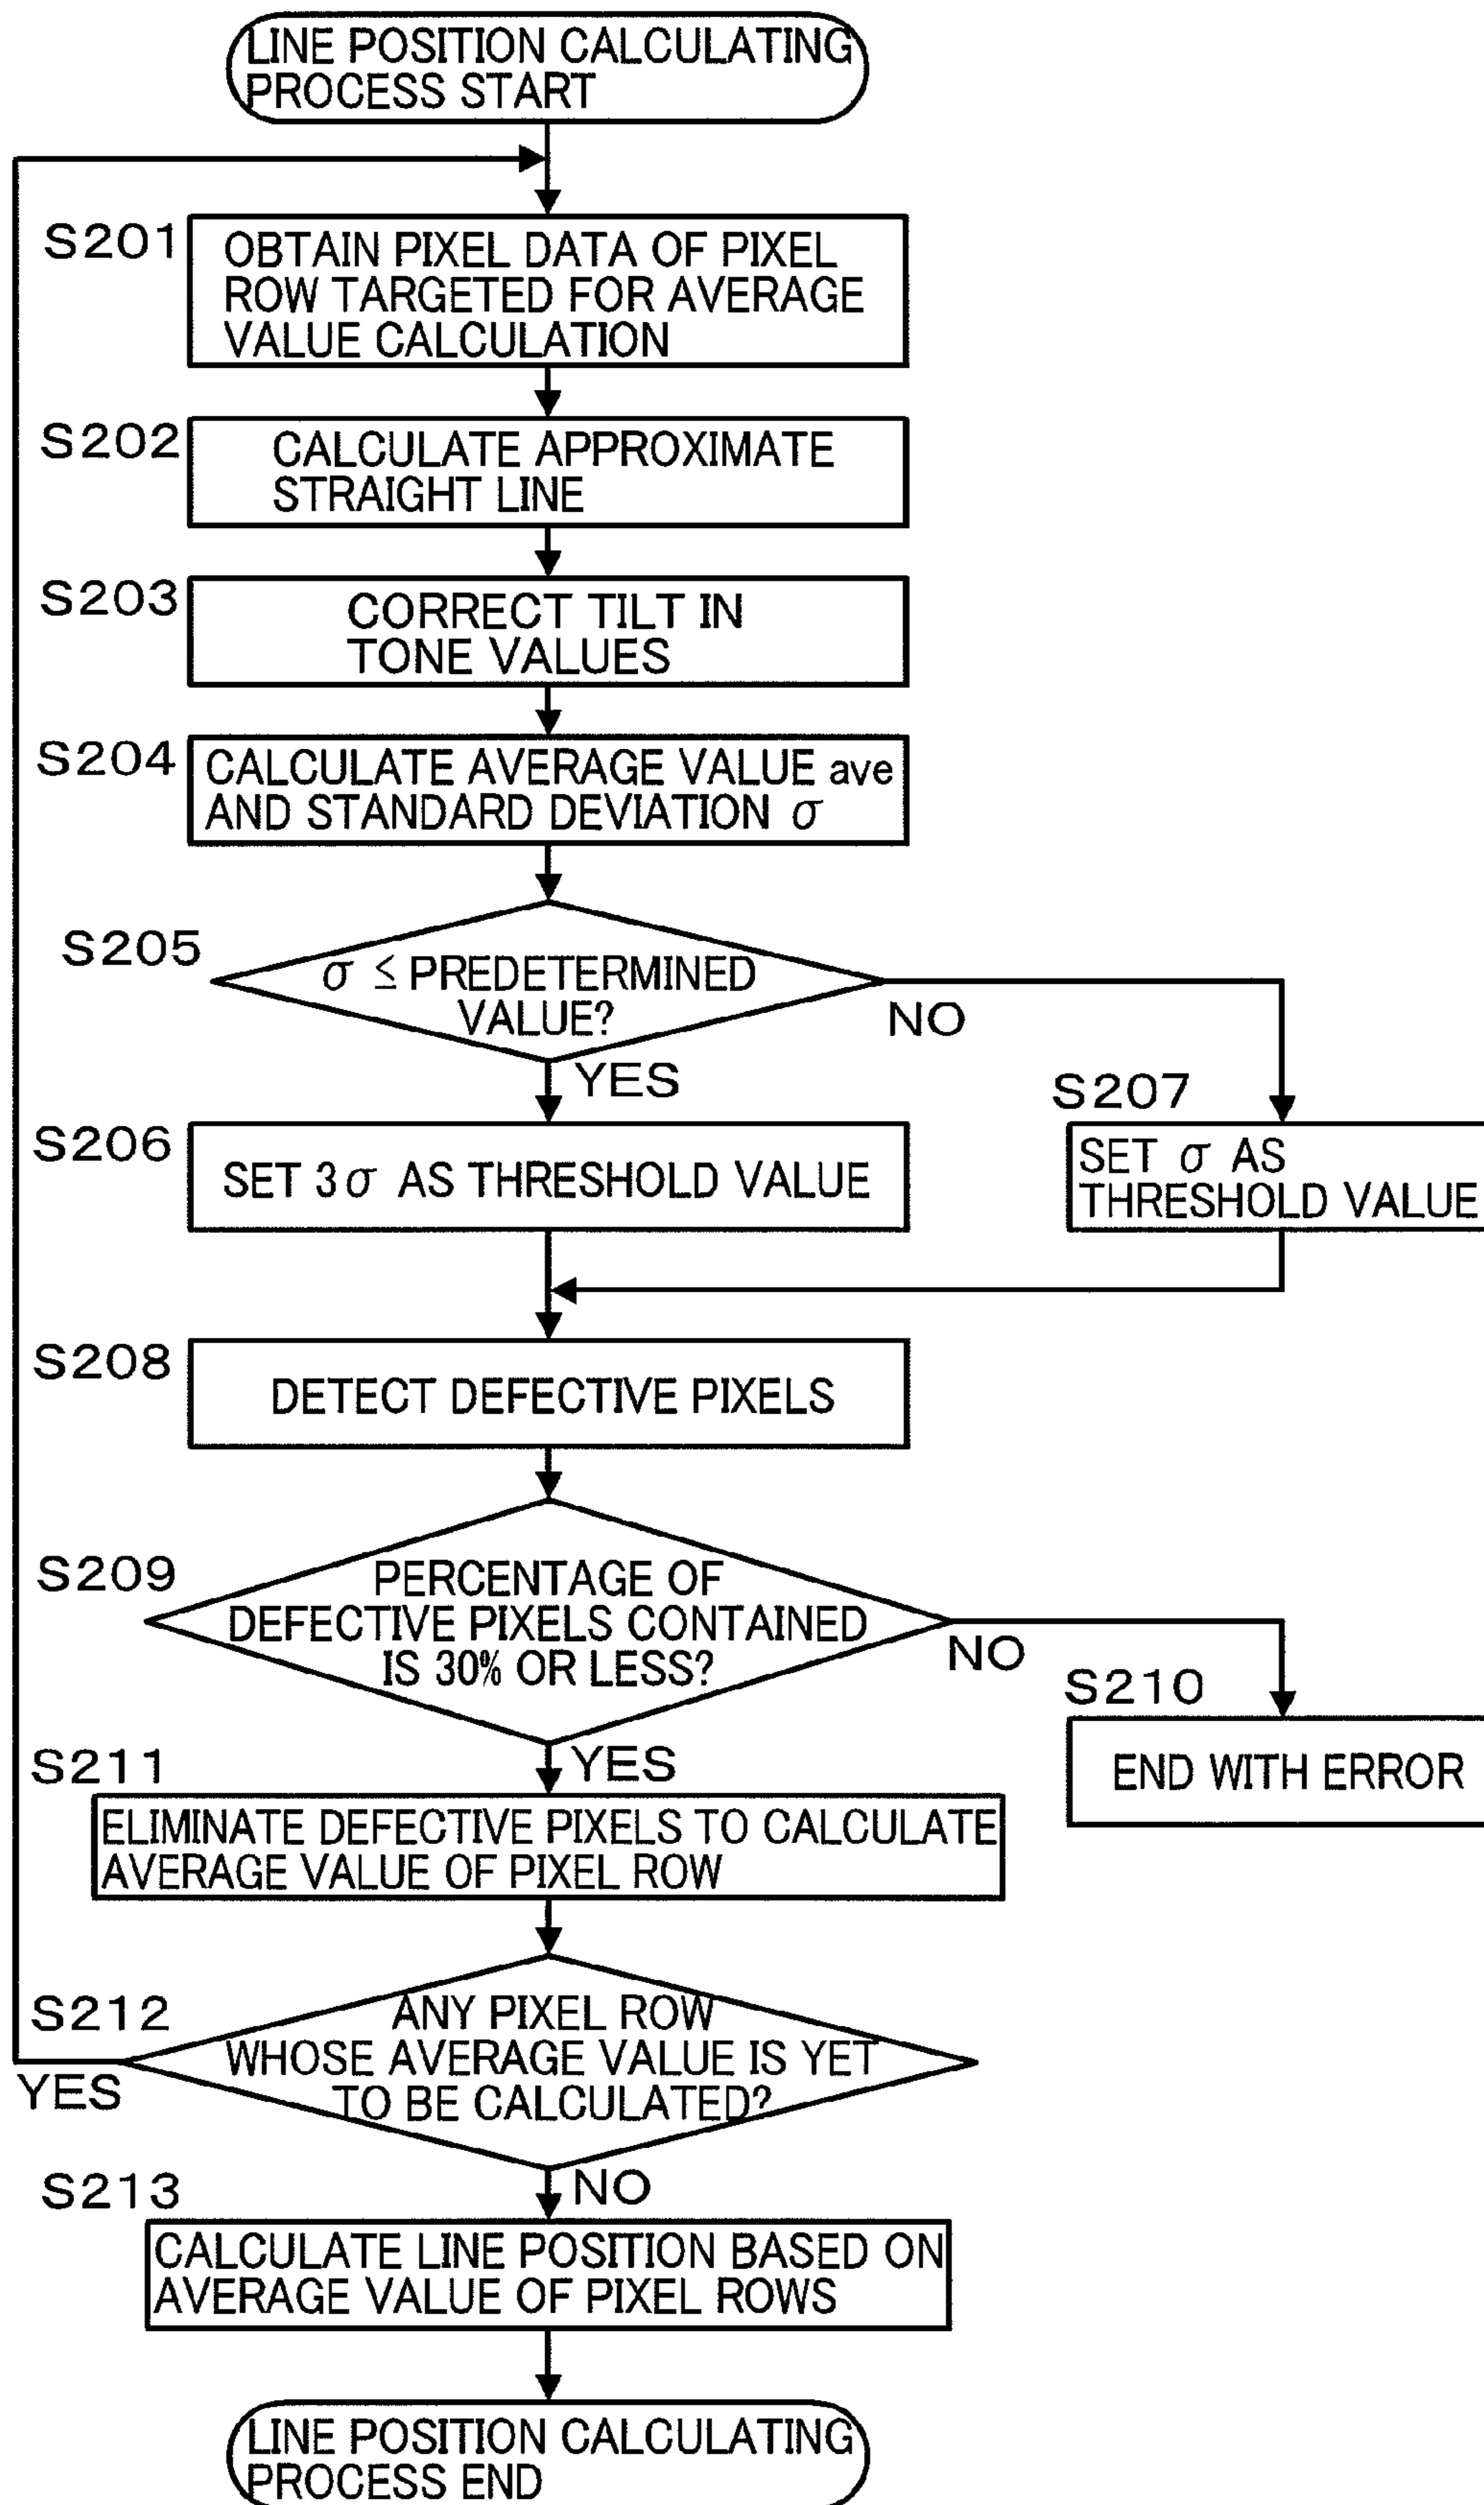 LINE POSITION CALCULATING
PROCESS START
S201
OBTAIN PIXEL DATA OF PIXEL
ROW TARGETED FOR AVERAGE
VALUE CALCULATION
S202
CALCULATE APPROXIMATE
STRAIGHT LINE
S203
CORRECT TILT IN
TONE VALUES
S204
CALCULATE AVERAGE VALUE ave
AND STANDARD DEVIATION σ
S205
σ ≤ PREDETERMINED
VALUE?
NO
YES
S206
SET 3σ AS THRESHOLD VALUE
S207
SET σ AS
THRESHOLD VALUE
S208
DETECT DEFECTIVE PIXELS
S209
PERCENTAGE OF
DEFECTIVE PIXELS CONTAINED
IS 30% OR LESS?
NO
YES
S210
END WITH ERROR
S211
ELIMINATE DEFECTIVE PIXELS TO CALCULATE
AVERAGE VALUE OF PIXEL ROW
S212
ANY PIXEL ROW
WHOSE AVERAGE VALUE IS YET
TO BE CALCULATED?
YES
NO
S213
CALCULATE LINE POSITION BASED ON
AVERAGE VALUE OF PIXEL ROWS
LINE POSITION CALCULATING
PROCESS END